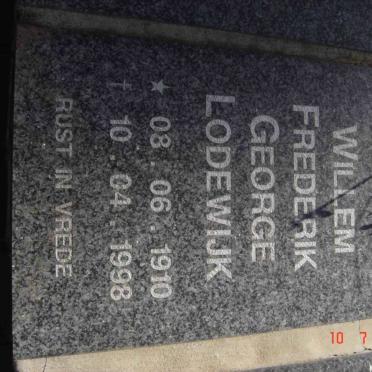 WILLEM
FREDERIK
GEORGE
LODEWIJK
★ 08 . 06 . 1910
† 10 . 04 . 1998
RUST IN VREDE
10 7